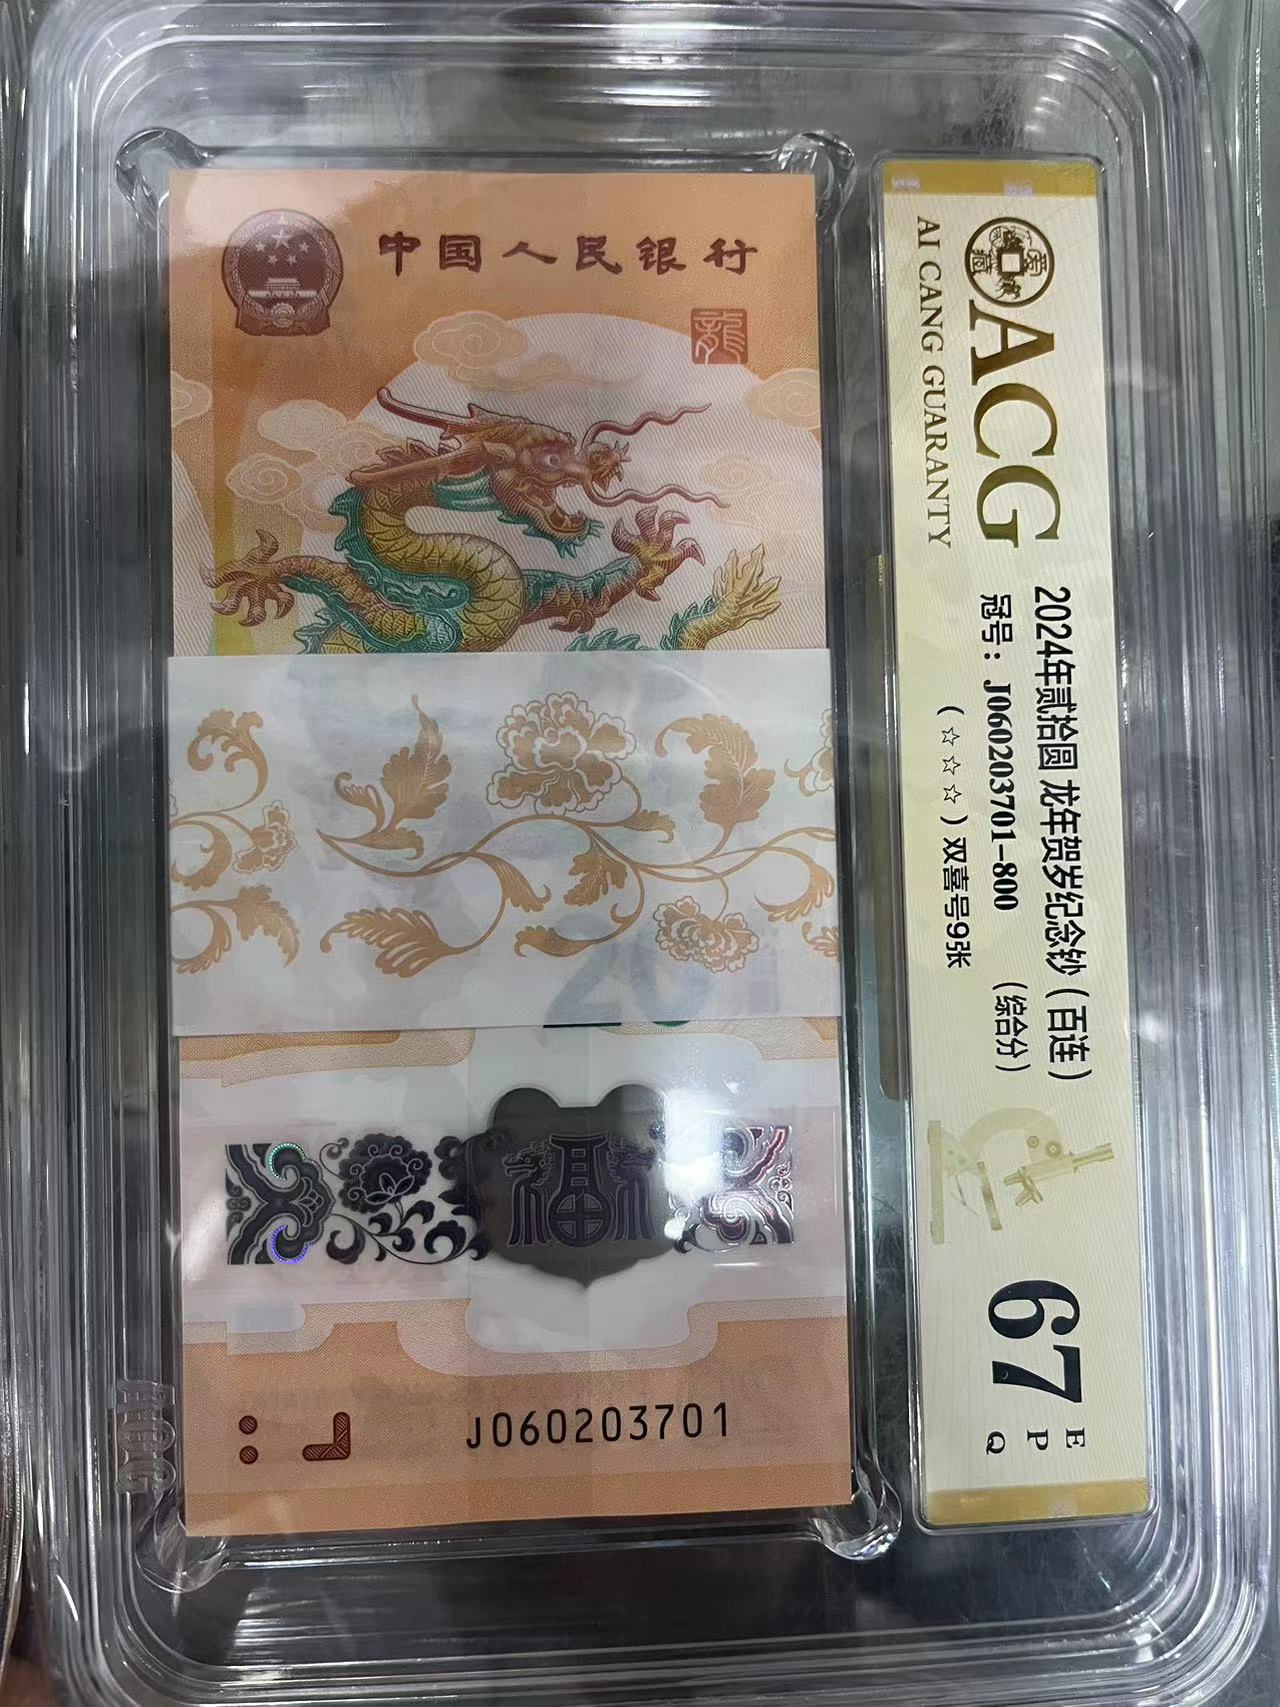 中国人民银行
龍
福
J060203701
ACG
AI CANG GUARANTY
2024年贰拾圆 龙年贺岁纪念钞（百连）
冠号：J060203701-800 （综合分）
（☆☆☆）双喜号9张
67
E
P
Q